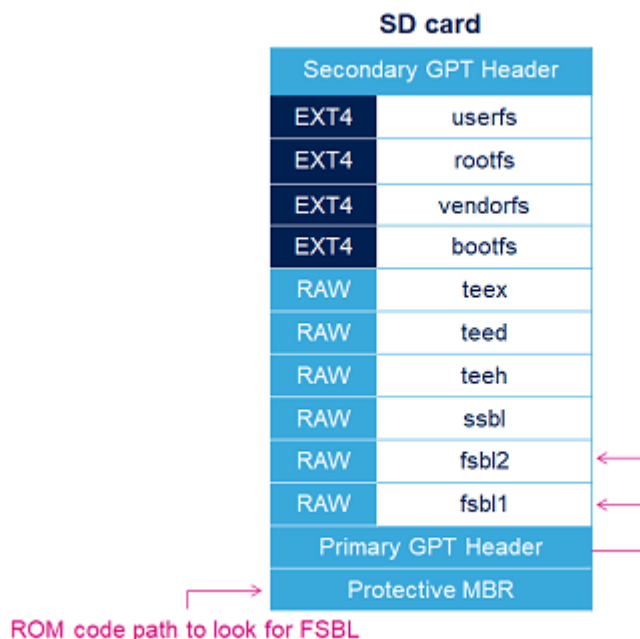 SD card
Secondary GPT Header
EXT4 userfs
EXT4 rootfs
EXT4 vendorfs
EXT4 bootfs
RAW teex
RAW teed
RAW teeh
RAW ssbl
RAW fsbl2
RAW fsbl1
Primary GPT Header
Protective MBR
ROM code path to look for FSBL